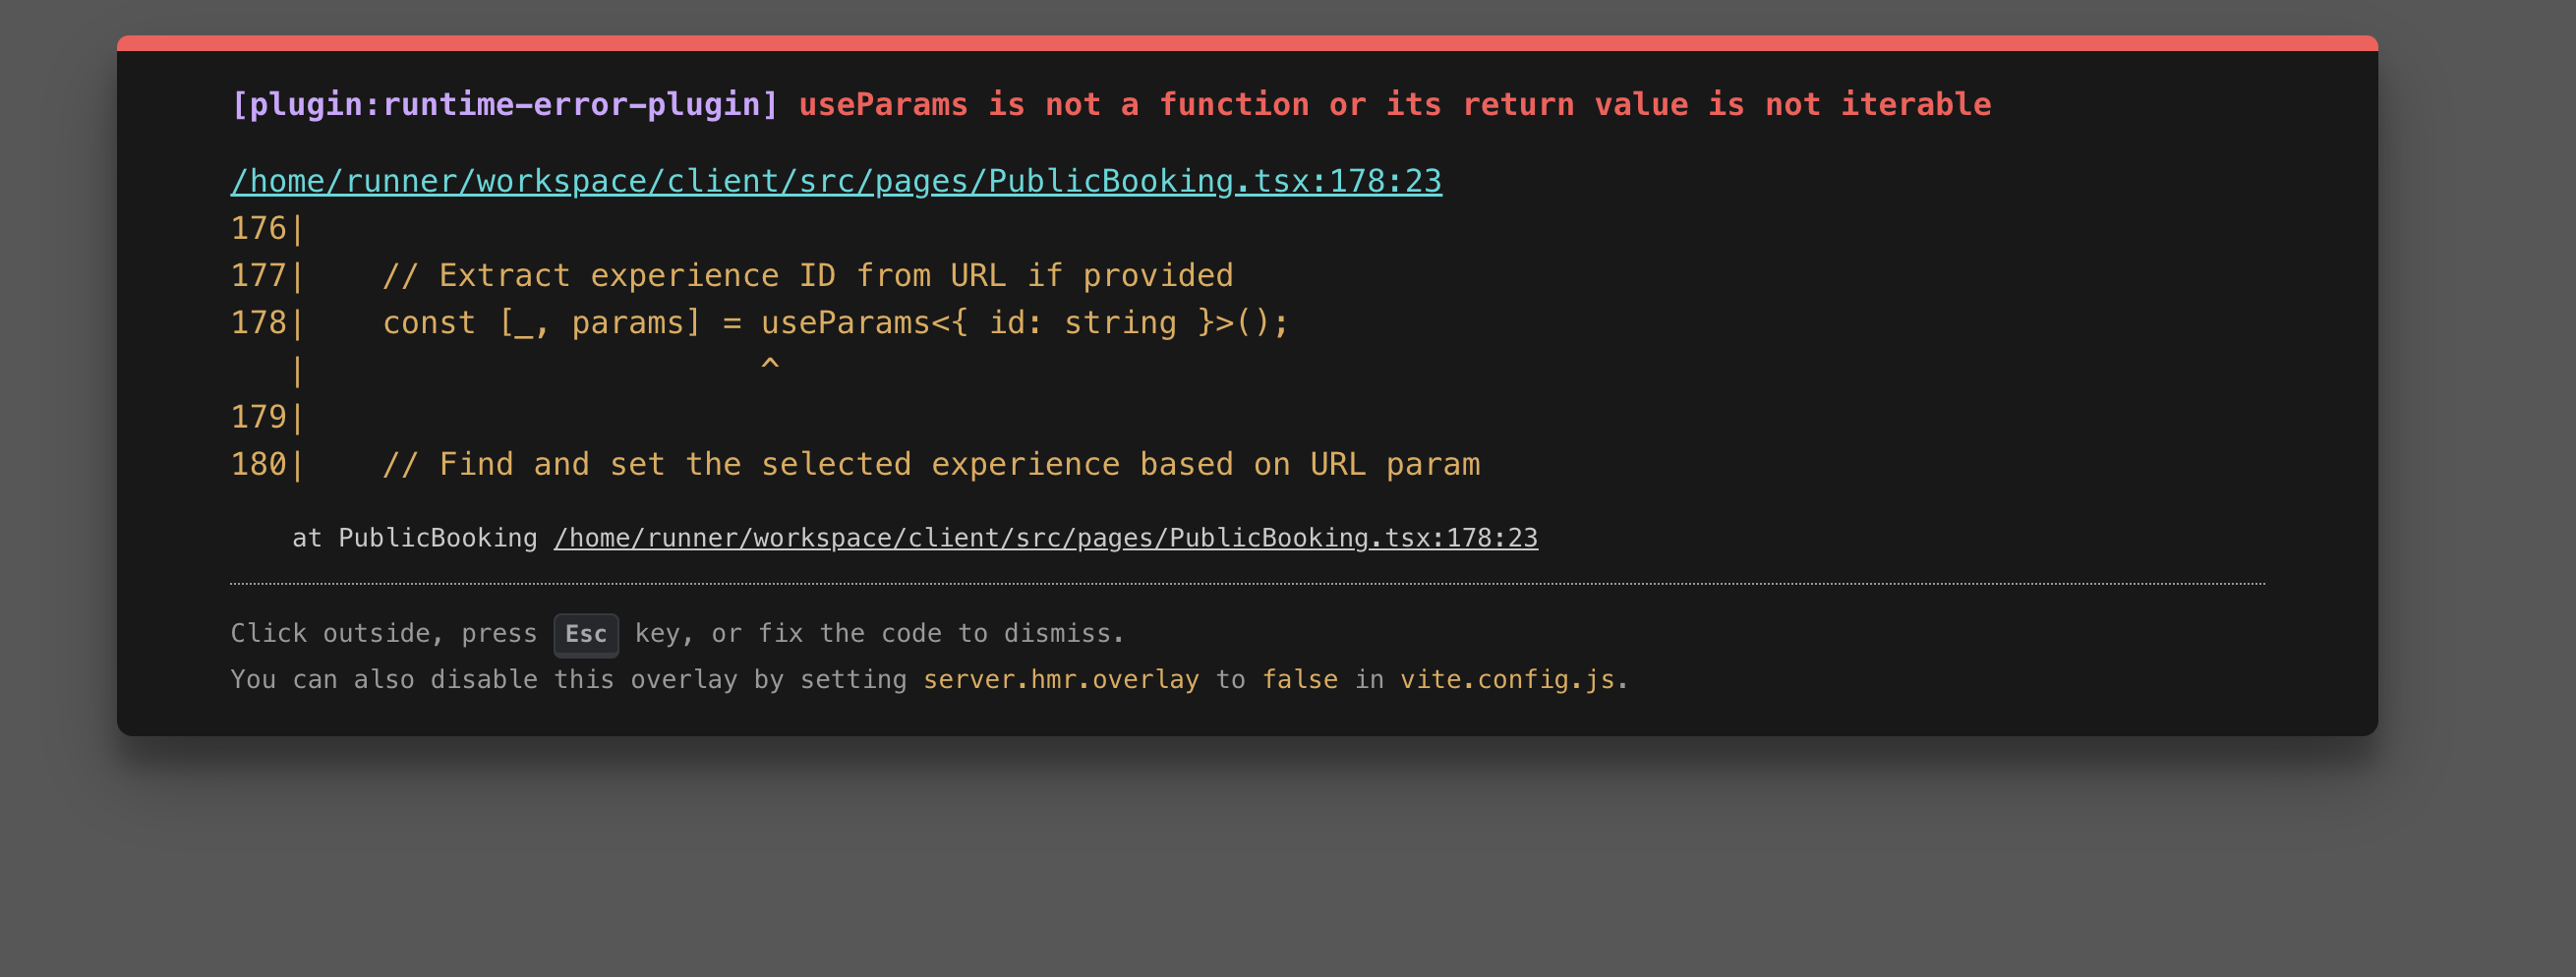 [plugin:runtime-error-plugin] useParams is not a function or its return value is not iterable
/home/runner/workspace/client/src/pages/PublicBooking.tsx:178:23
176|
177|    // Extract experience ID from URL if provided
178|    const [_, params] = useParams<{ id: string }>();
   |                        ^
179|
180|    // Find and set the selected experience based on URL param
at PublicBooking /home/runner/workspace/client/src/pages/PublicBooking.tsx:178:23
Click outside, press Esc key, or fix the code to dismiss.
You can also disable this overlay by setting server.hmr.overlay to false in vite.config.js.